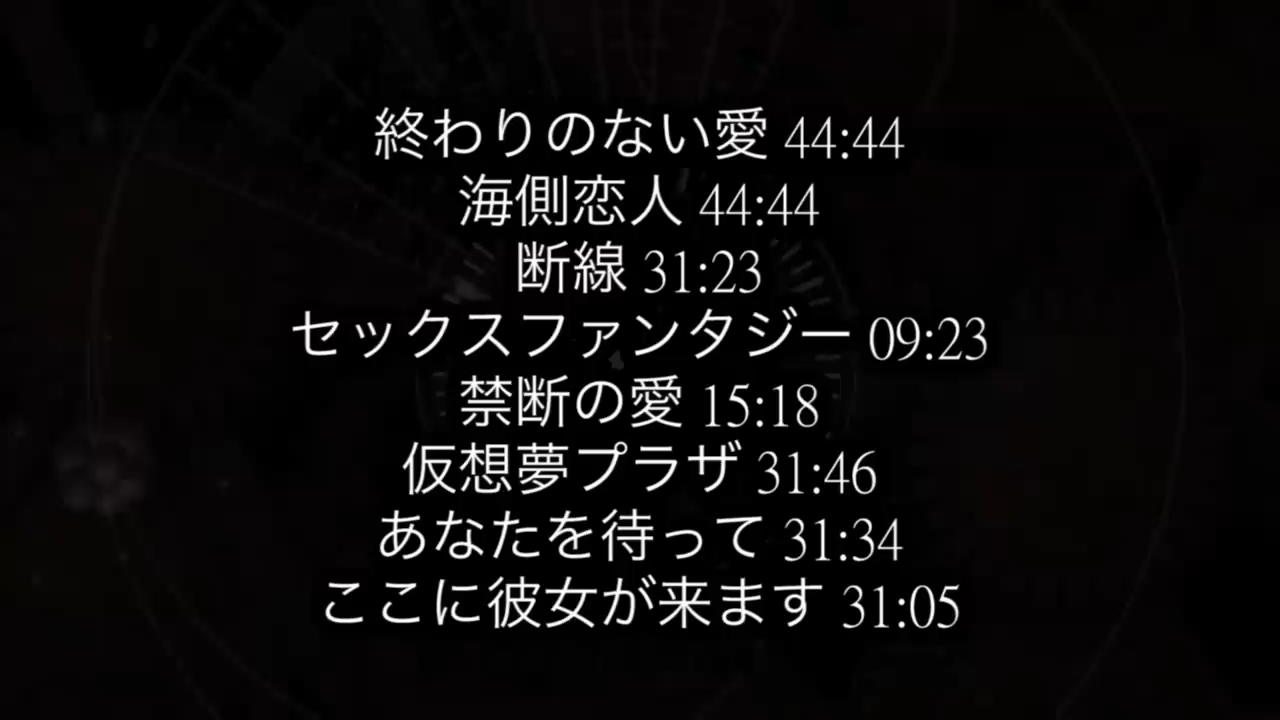 終わりのない愛 44:44
海側恋人 44:44
断線 31:23
セックスファンタジー 09:23
禁断の愛 15:18
仮想夢プラザ 31:46
あなたを待って 31:34
ここに彼女が来ます 31:05